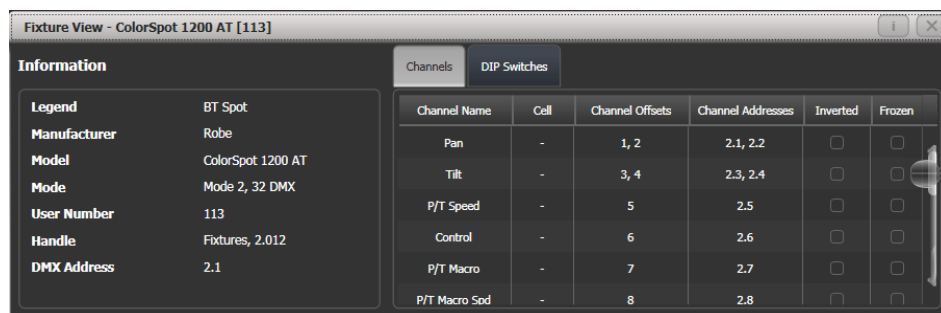 Fixture View - ColorSpot 1200 AT [113] i
Information
Channels DIP Switches
Legend BT Spot
Manufacturer Robe
Model ColorSpot 1200 AT
Mode Mode 2, 32 DMX
User Number 113
Handle Fixtures, 2.012
DMX Address 2.1
Channel Name Cell Channel Offsets Channel Addresses Inverted Frozen
Pan - 1, 2 2.1, 2.2
Tilt - 3, 4 2.3, 2.4
P/T Speed - 5 2.5
Control - 6 2.6
P/T Macro - 7 2.7
P/T Macro Spd - 8 2.8